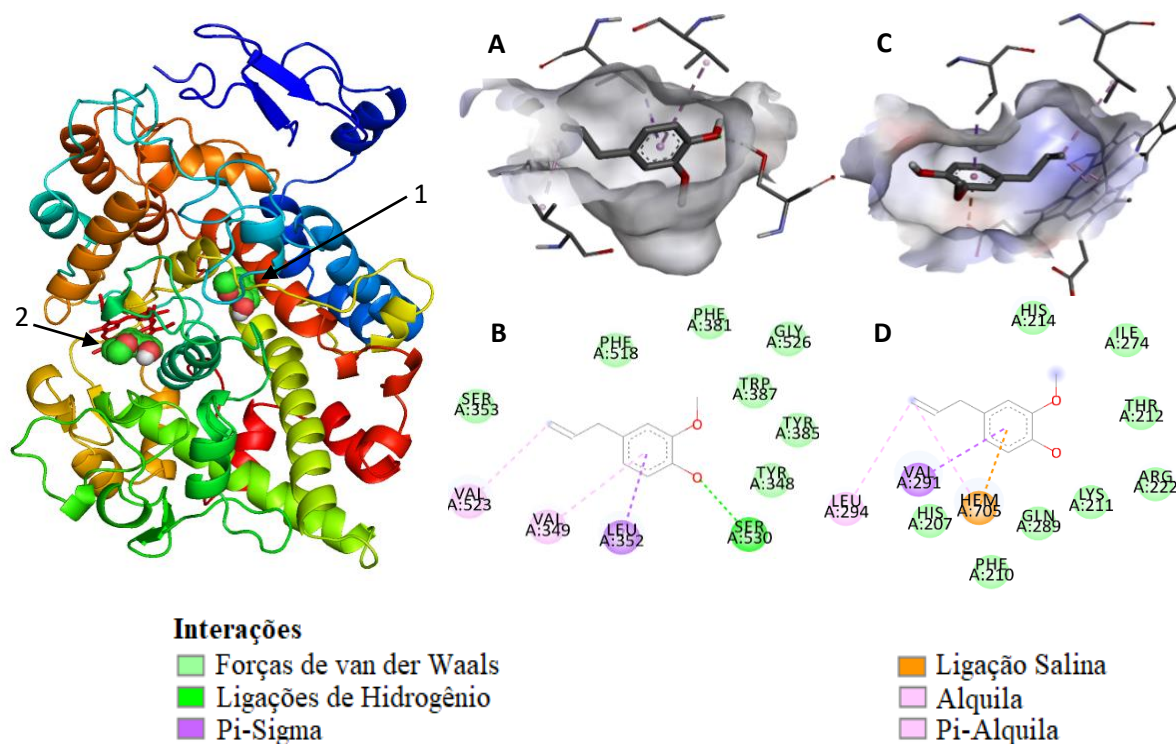 1
2
A
C
B
PHE
A:381
GLY
A:526
PHE
A:518
TRP
A:387
SER
A:353
TYR
A:385
TYR
A:348
VAL
A:523
VAL
A:349
LEU
A:352
SER
A:530
D
HIS
A:214
ILE
A:274
THR
A:212
ARG
A:222
VAL
A:291
LYS
A:211
LEU
A:294
HEM
A:705
HIS
A:207
GLN
A:289
PHE
A:210
Interações
Forças de van der Waals
Ligações de Hidrogênio
Pi-Sigma
Ligação Salina
Alquila
Pi-Alquila